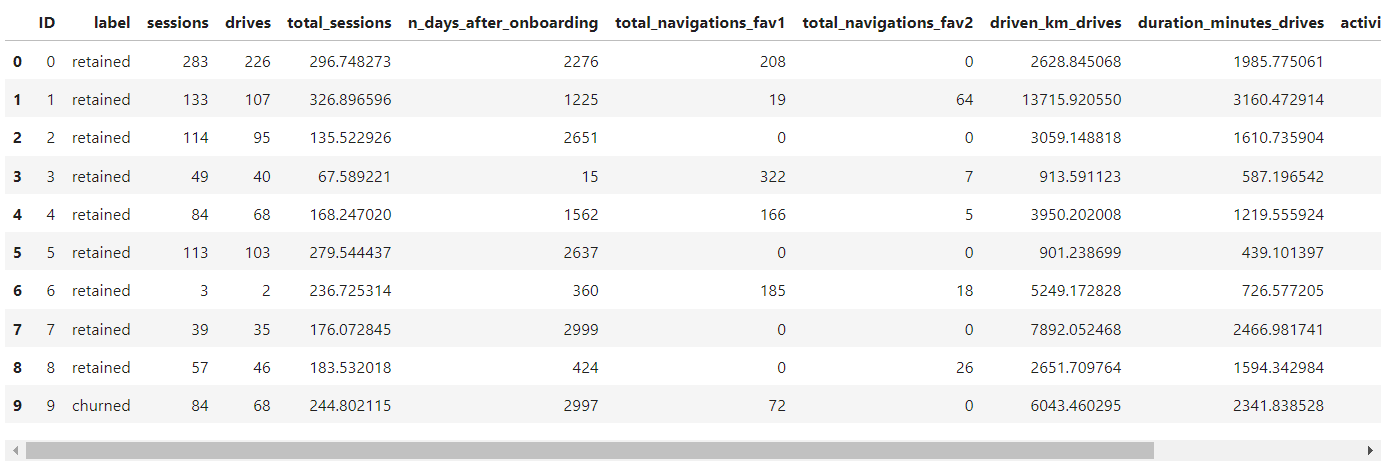 ID label sessions drives total_sessions n_days_after_onboarding total_navigations_fav1 total_navigations_fav2 driven_km_drives duration_minutes_drives activi
0 0 retained 283 226 296.748273 2276 208 0 2628.845068 1985.775061
1 1 retained 133 107 326.896596 1225 19 64 13715.920550 3160.472914
2 2 retained 114 95 135.522926 2651 0 0 3059.148818 1610.735904
3 3 retained 49 40 67.589221 15 322 7 913.591123 587.196542
4 4 retained 84 68 168.247020 1562 166 5 3950.202008 1219.555924
5 5 retained 113 103 279.544437 2637 0 0 901.238699 439.101397
6 6 retained 3 2 236.725314 360 185 18 5249.172828 726.577205
7 7 retained 39 35 176.072845 2999 0 0 7892.052468 2466.981741
8 8 retained 57 46 183.532018 424 0 26 2651.709764 1594.342984
9 9 churned 84 68 244.802115 2997 72 0 6043.460295 2341.838528